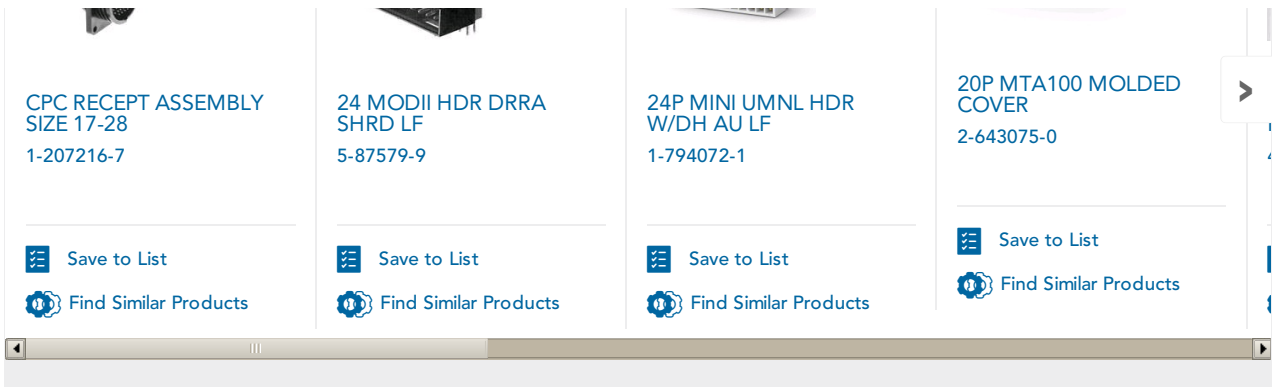 CPC RECEPT ASSEMBLY
SIZE 17-28
1-207216-7
Save to List
Find Similar Products
24 MODII HDR DRRA
SHRD LF
5-87579-9
Save to List
Find Similar Products
24P MINI UMNL HDR
W/DH AU LF
1-794072-1
Save to List
Find Similar Products
20P MTA100 MOLDED
COVER
2-643075-0
Save to List
Find Similar Products